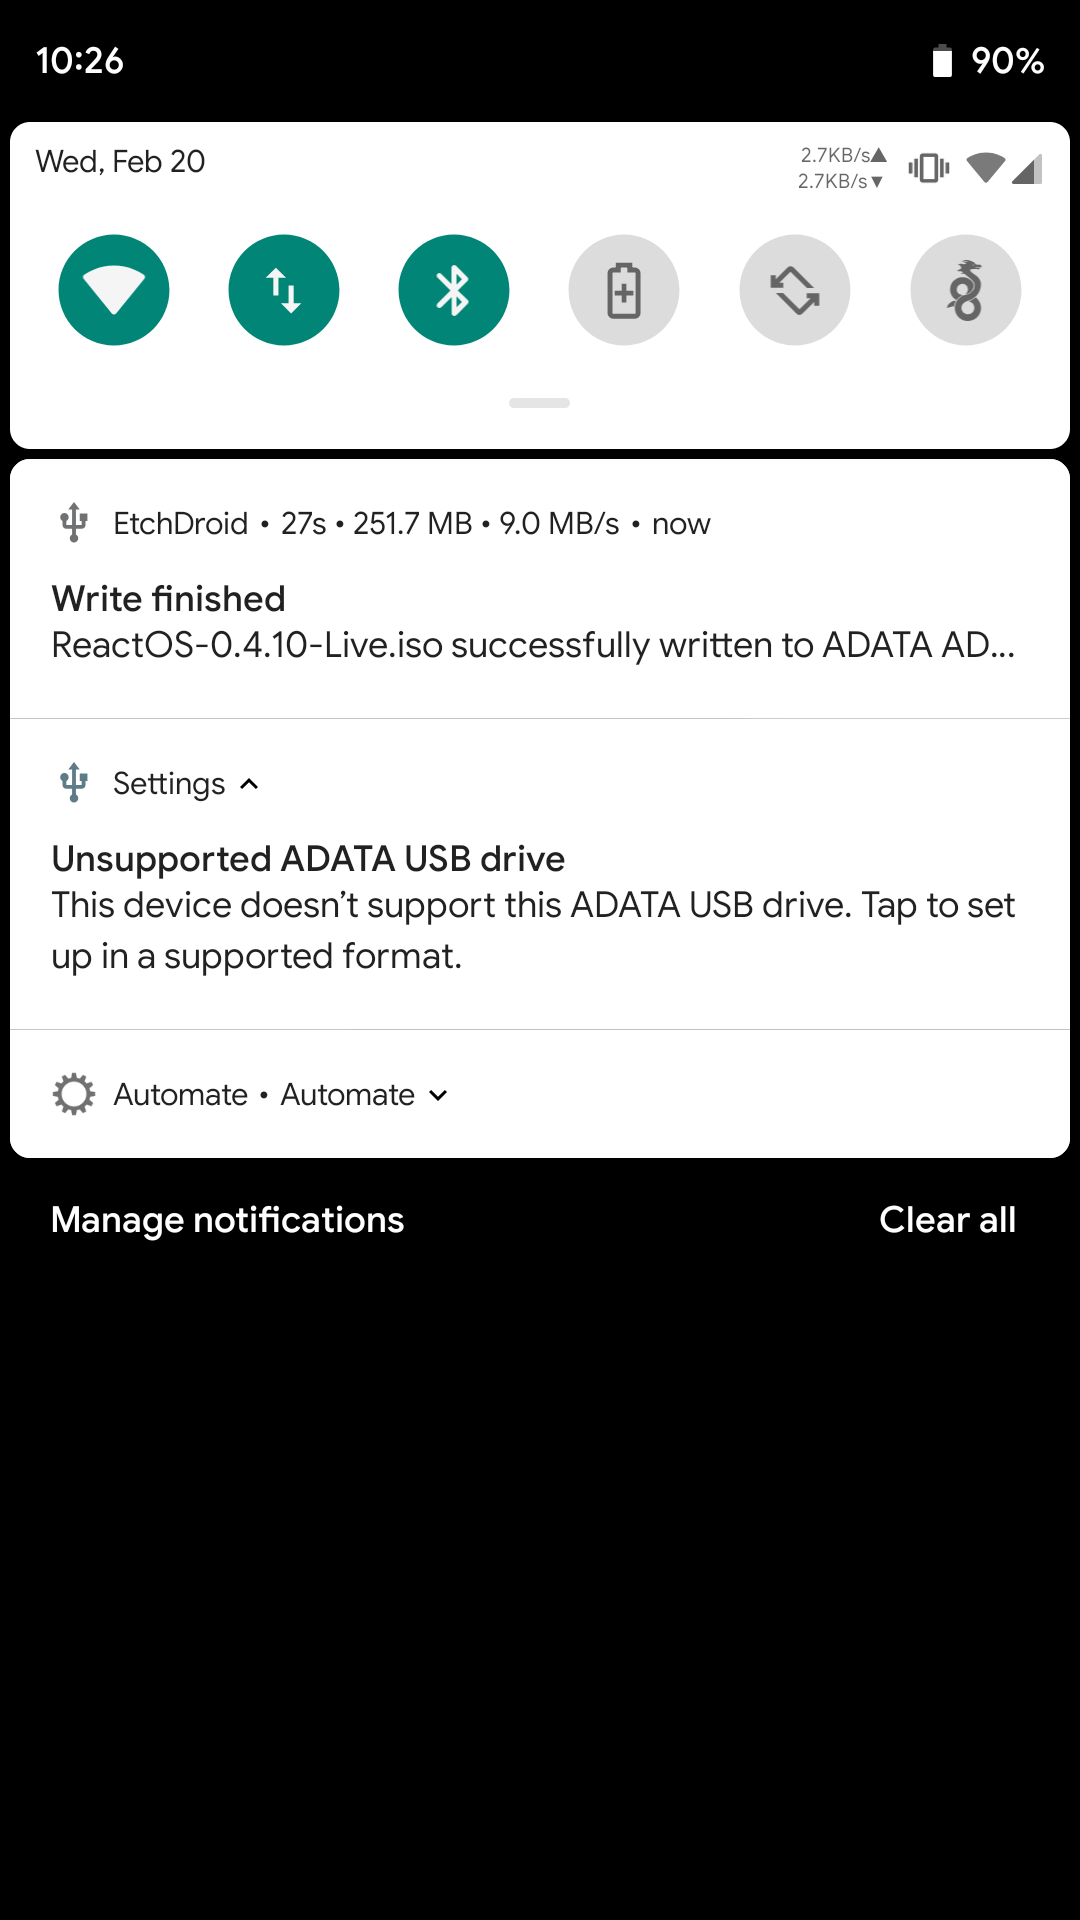 10:26
90%
Wed, Feb 20
2.7KB/s▲
2.7KB/s▼
EtchDroid • 27s • 251.7 MB • 9.0 MB/s • now
Write finished
ReactOS-0.4.10-Live.iso successfully written to ADATA AD...
Settings
Unsupported ADATA USB drive
This device doesn’t support this ADATA USB drive. Tap to set
up in a supported format.
Automate • Automate
Manage notifications
Clear all